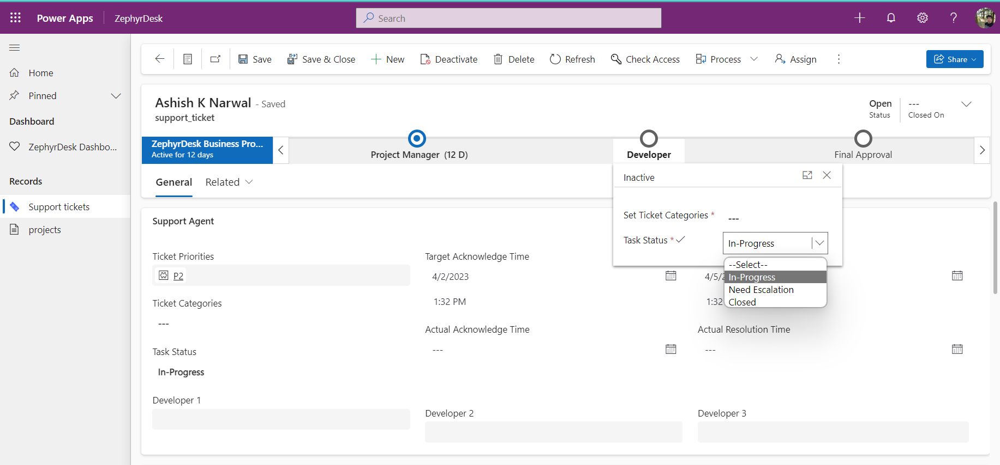 Power Apps
ZephyrDesk
Search
Save
Save & Close
New
Deactivate
Delete
Refresh
Check Access
Process
Assign
Share
Home
Pinned
Dashboard
ZephyrDesk Dashbo...
Records
Support tickets
projects
Ashish K Narwal - Saved
support_ticket
Open
Status
---
Closed On
ZephyrDesk Business Pro...
Active for 12 days
Project Manager (12 D)
Developer
Final Approval
General
Related
Inactive
Set Ticket Categories * ---
Task Status * In-Progress
--Select--
In-Progress
Need Escalation
Closed
Support Agent
Ticket Priorities
P2
Ticket Categories
---
Task Status
In-Progress
Developer 1
Target Acknowledge Time
4/2/2023
1:32 PM
Actual Acknowledge Time
---
Developer 2
4/5/2
1:32
Actual Resolution Time
---
Developer 3